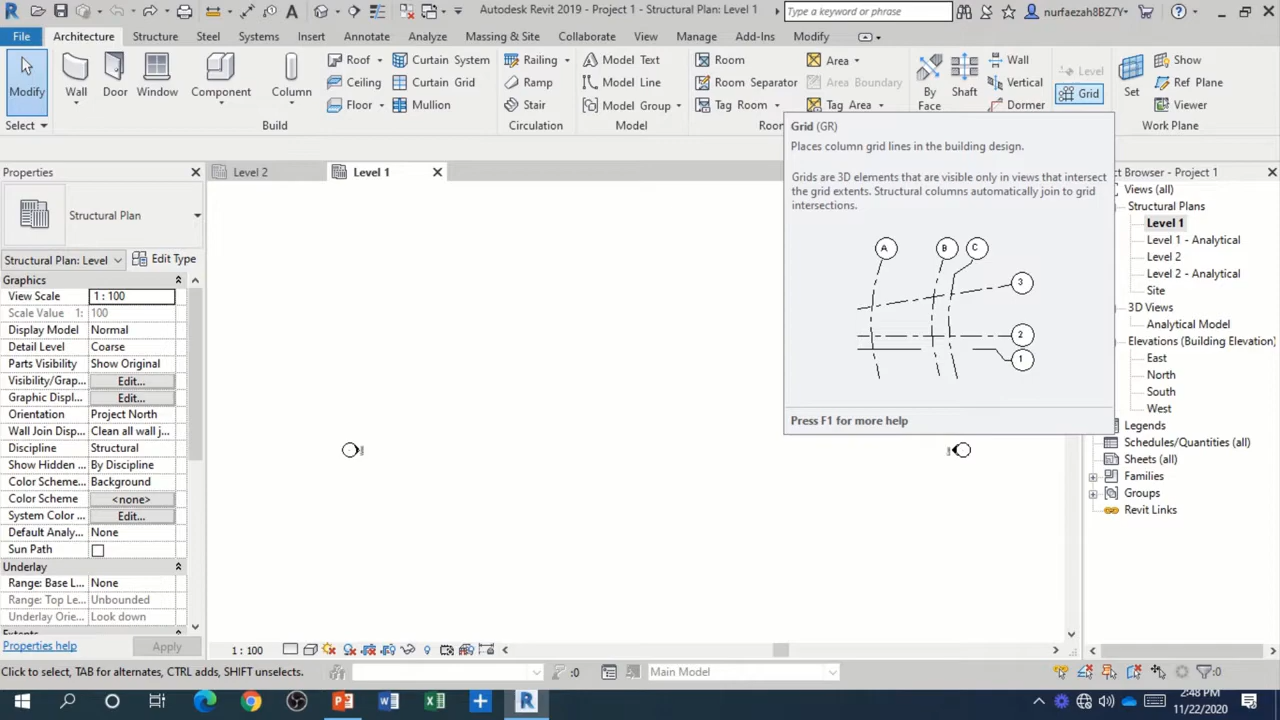 Autodesk Revit 2019 - Project 1 - Structural Plan: Level 1
Type a keyword or phrase
nurfaezah8BZ7Y
File
Architecture
Structure
Steel
Systems
Insert
Annotate
Analyze
Massing & Site
Collaborate
View
Manage
Add-Ins
Modify
Modify
Wall
Door
Window
Component
Column
Roof
Ceiling
Floor
Curtain System
Curtain Grid
Mullion
Railing
Ramp
Stair
Model Text
Model Line
Model Group
Room
Room Separator
Tag Room
Area
Area Boundary
Tag Area
By
Face
Shaft
Wall
Vertical
Dormer
Level
Grid
Set
Show
Ref Plane
Viewer
Select
Build
Circulation
Model
Roor
Work Plane
Grid (GR)
Places column grid lines in the building design.
Grids are 3D elements that are visible only in views that intersect
the grid extents. Structural columns automatically join to grid
intersections.
A
B
C
3
2
1
Press F1 for more help
Properties
Structural Plan
Structural Plan: Level
Edit Type
Graphics
View Scale 1 : 100
Scale Value 1: 100
Display Model Normal
Detail Level Coarse
Parts Visibility Show Original
Visibility/Grap... Edit...
Graphic Displ... Edit...
Orientation Project North
Wall Join Disp... Clean all wall j...
Discipline Structural
Show Hidden ... By Discipline
Color Scheme... Background
Color Scheme <none>
System Color ... Edit...
Default Analy... None
Sun Path
Underlay
Range: Base L... None
Range: Top Le... Unbounded
Underlay Orie... Look down
Extents
Properties help
Apply
Level 2
Level 1
ct Browser - Project 1
Views (all)
Structural Plans
Level 1
Level 1 - Analytical
Level 2
Level 2 - Analytical
Site
3D Views
Analytical Model
Elevations (Building Elevation)
East
North
South
West
Legends
Schedules/Quantities (all)
Sheets (all)
Families
Groups
Revit Links
1 : 100
Click to select, TAB for alternates, CTRL adds, SHIFT unselects.
:0
Main Model
:0
2:48 PM
11/22/2020